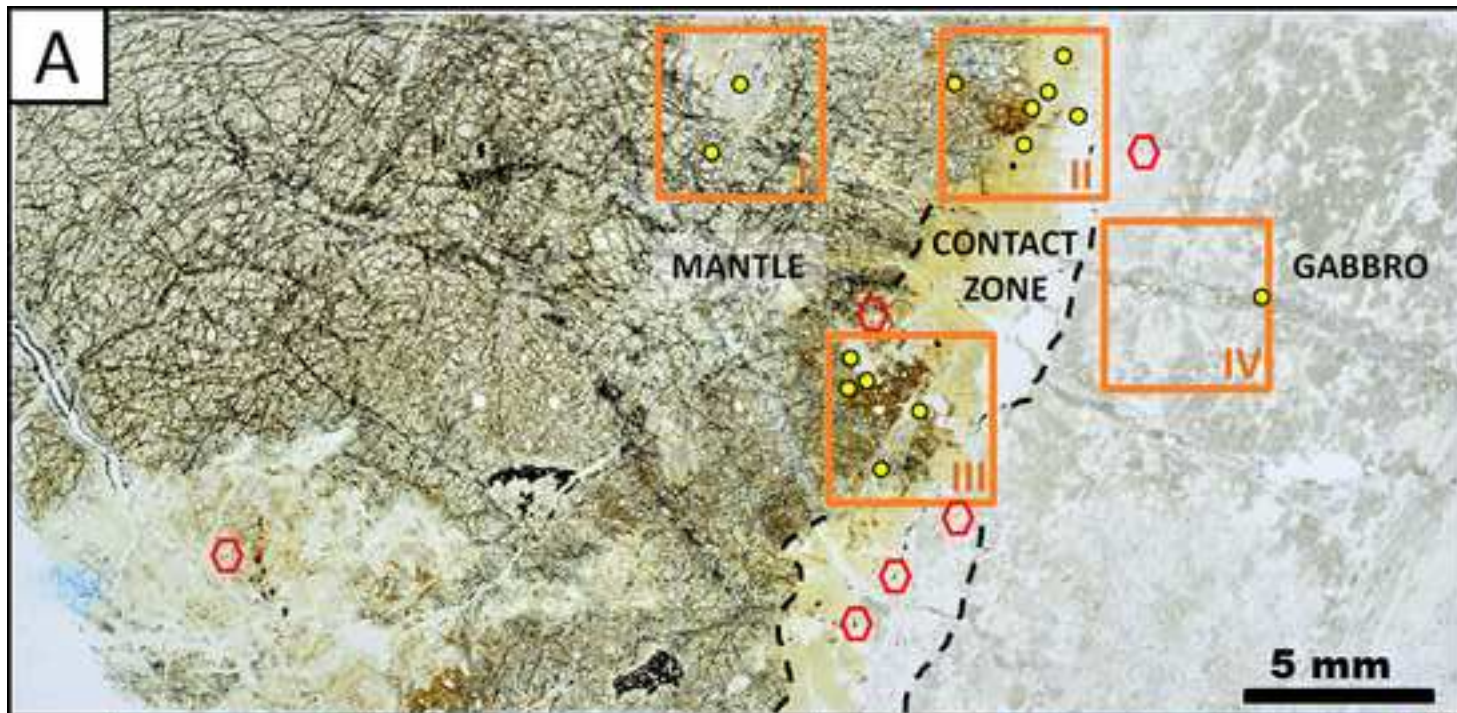 A
I
II
MANTLE
CONTACT
ZONE
GABBRO
IV
III
5 mm